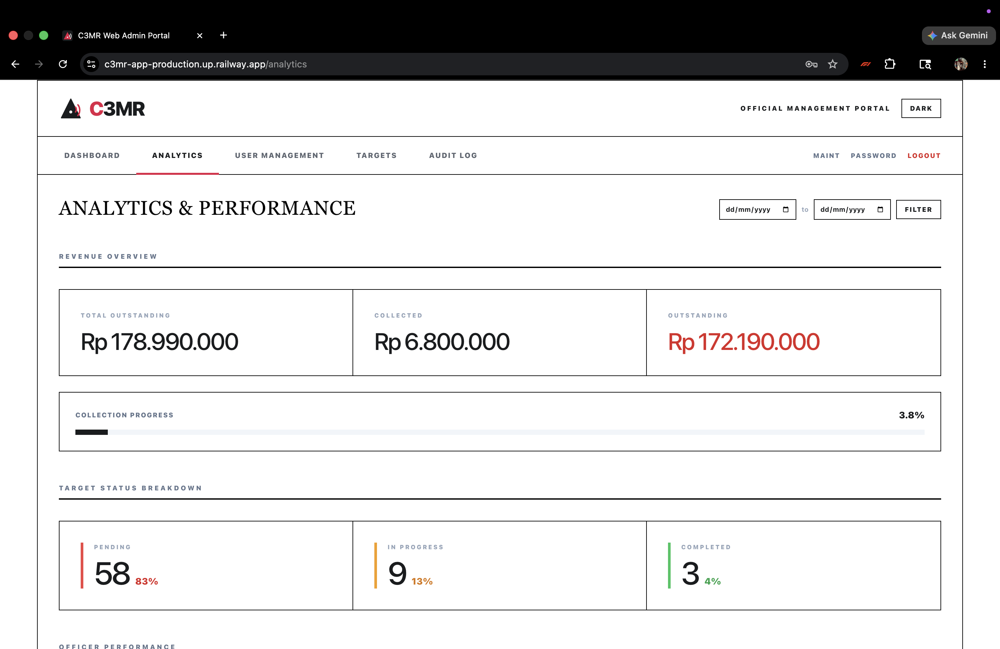 C3MR Web Admin Portal
Ask Gemini
c3mr-app-production.up.railway.app/analytics
C3MR
OFFICIAL MANAGEMENT PORTAL
DARK
DASHBOARD
ANALYTICS
USER MANAGEMENT
TARGETS
AUDIT LOG
MAINT
PASSWORD
LOGOUT
ANALYTICS & PERFORMANCE
dd/mm/yyyy
to
dd/mm/yyyy
FILTER
REVENUE OVERVIEW
TOTAL OUTSTANDING
Rp 178.990.000
COLLECTED
Rp 6.800.000
OUTSTANDING
Rp 172.190.000
COLLECTION PROGRESS
3.8%
TARGET STATUS BREAKDOWN
PENDING
58 83%
IN PROGRESS
9 13%
COMPLETED
3 4%
OFFICER PERFORMANCE